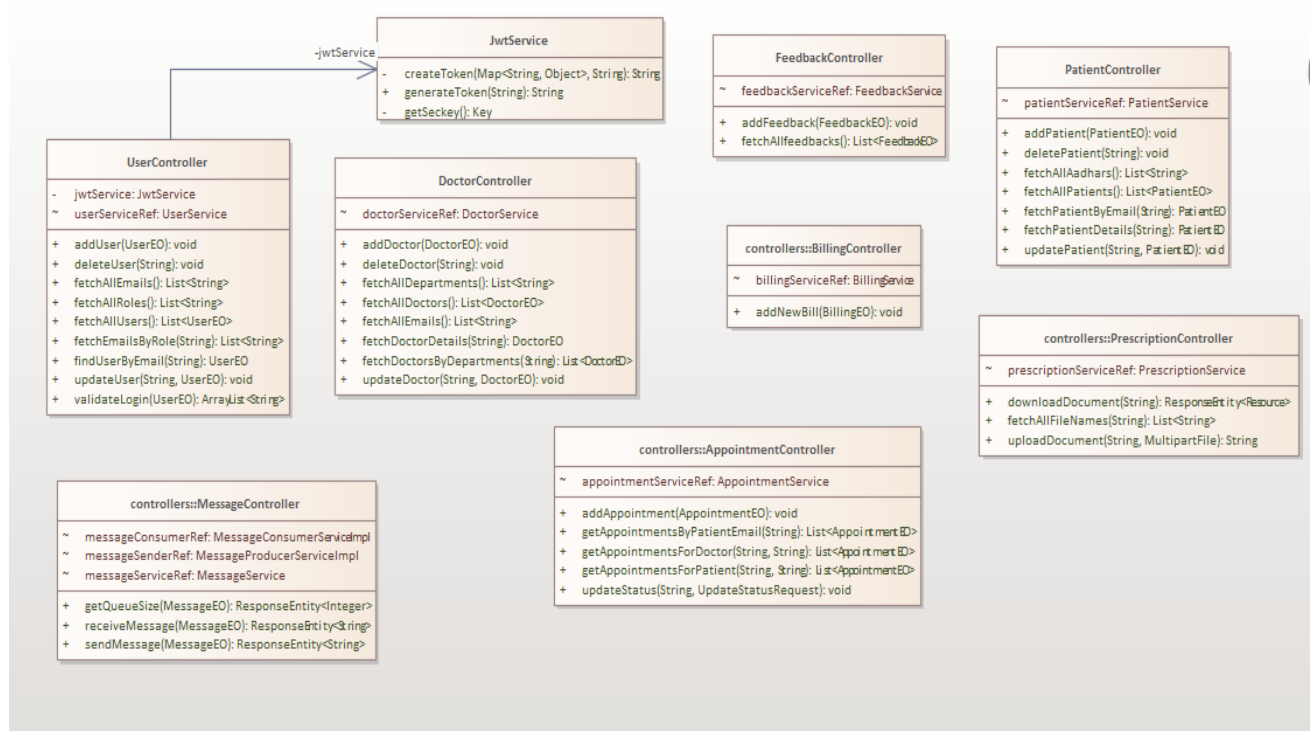 -jwtService
JwtService
- createToken(Map<String, Object>, String): String
+ generateToken(String): String
- getSeckey(): Key
FeedbackController
~ feedbackServiceRef: FeedbackService
+ addFeedback(FeedbackEO): void
+ fetchAllfeedbacks(): List<FeedbackEO>
PatientController
~ patientServiceRef: PatientService
+ addPatient(PatientEO): void
+ deletePatient(String): void
+ fetchAllAadhars(): List<String>
+ fetchAllPatients(): List<PatientEO>
+ fetchPatientByEmail(String): PatientEO
+ fetchPatientDetails(String): PatientEO
+ updatePatient(String, PatientEO): void
UserController
- jwtService: JwtService
~ userServiceRef: UserService
+ addUser(UserEO): void
+ deleteUser(String): void
+ fetchAllEmails(): List<String>
+ fetchAllRoles(): List<String>
+ fetchAllUsers(): List<UserEO>
+ fetchEmailsByRole(String): List<String>
+ findUserByEmail(String): UserEO
+ updateUser(String, UserEO): void
+ validateLogin(UserEO): ArrayList<String>
DoctorController
~ doctorServiceRef: DoctorService
+ addDoctor(DoctorEO): void
+ deleteDoctor(String): void
+ fetchAllDepartments(): List<String>
+ fetchAllDoctors(): List<DoctorEO>
+ fetchAllEmails(): List<String>
+ fetchDoctorDetails(String): DoctorEO
+ fetchDoctorsByDepartments(String): List<DoctorEO>
+ updateDoctor(String, DoctorEO): void
controllers::BillingController
~ billingServiceRef: BillingService
+ addNewBill(BillingEO): void
controllers::PrescriptionController
~ prescriptionServiceRef: PrescriptionService
+ downloadDocument(String): ResponseEntity<Resource>
+ fetchAllFileNames(String): List<String>
+ uploadDocument(String, MultipartFile): String
controllers::AppointmentController
~ appointmentServiceRef: AppointmentService
+ addAppointment(AppointmentEO): void
+ getAppointmentsByPatientEmail(String): List<AppointmentEO>
+ getAppointmentsForDoctor(String, String): List<AppointmentEO>
+ getAppointmentsForPatient(String, String): List<AppointmentEO>
+ updateStatus(String, UpdateStatusRequest): void
controllers::MessageController
~ messageConsumerRef: MessageConsumerServiceImpl
~ messageSenderRef: MessageProducerServiceImpl
~ messageServiceRef: MessageService
+ getQueueSize(MessageEO): ResponseEntity<Integer>
+ receiveMessage(MessageEO): ResponseEntity<String>
+ sendMessage(MessageEO): ResponseEntity<String>